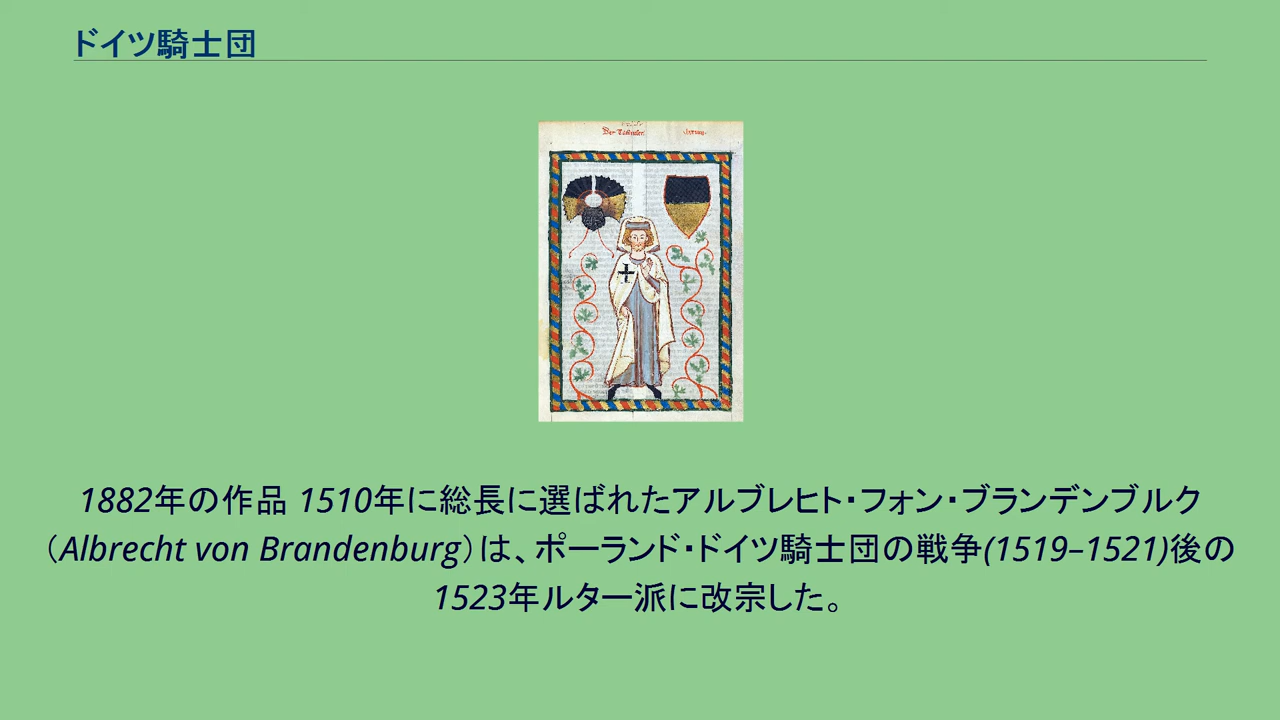 ドイツ騎士団
Der Tanhuser
1882年の作品 1510年に総長に選ばれたアルブレヒト・フォン・ブランデンブルク
（Albrecht von Brandenburg）は、ポーランド・ドイツ騎士団の戦争(1519–1521)後の
1523年ルター派に改宗した。